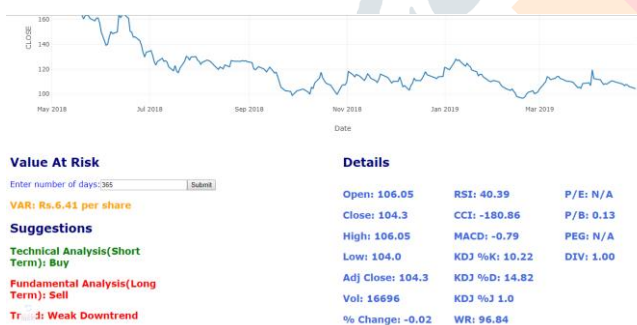 160
CLOSE
140
120
100
May 2018 Jul 2018 Sep 2018 Nov 2018 Jan 2019 Mar 2019
Date
Value At Risk
Enter number of days: 365 Submit
VAR: Rs.6.41 per share
Suggestions
Technical Analysis(Short
Term): Buy
Fundamental Analysis(Long
Term): Sell
Trend: Weak Downtrend
Details
Open: 106.05 RSI: 40.39 P/E: N/A
Close: 104.3 CCI: -180.86 P/B: 0.13
High: 106.05 MACD: -0.79 PEG: N/A
Low: 104.0 KDJ %K: 10.22 DIV: 1.00
Adj Close: 104.3 KDJ %D: 14.82
Vol: 16696 KDJ %J 1.0
% Change: -0.02 WR: 96.84